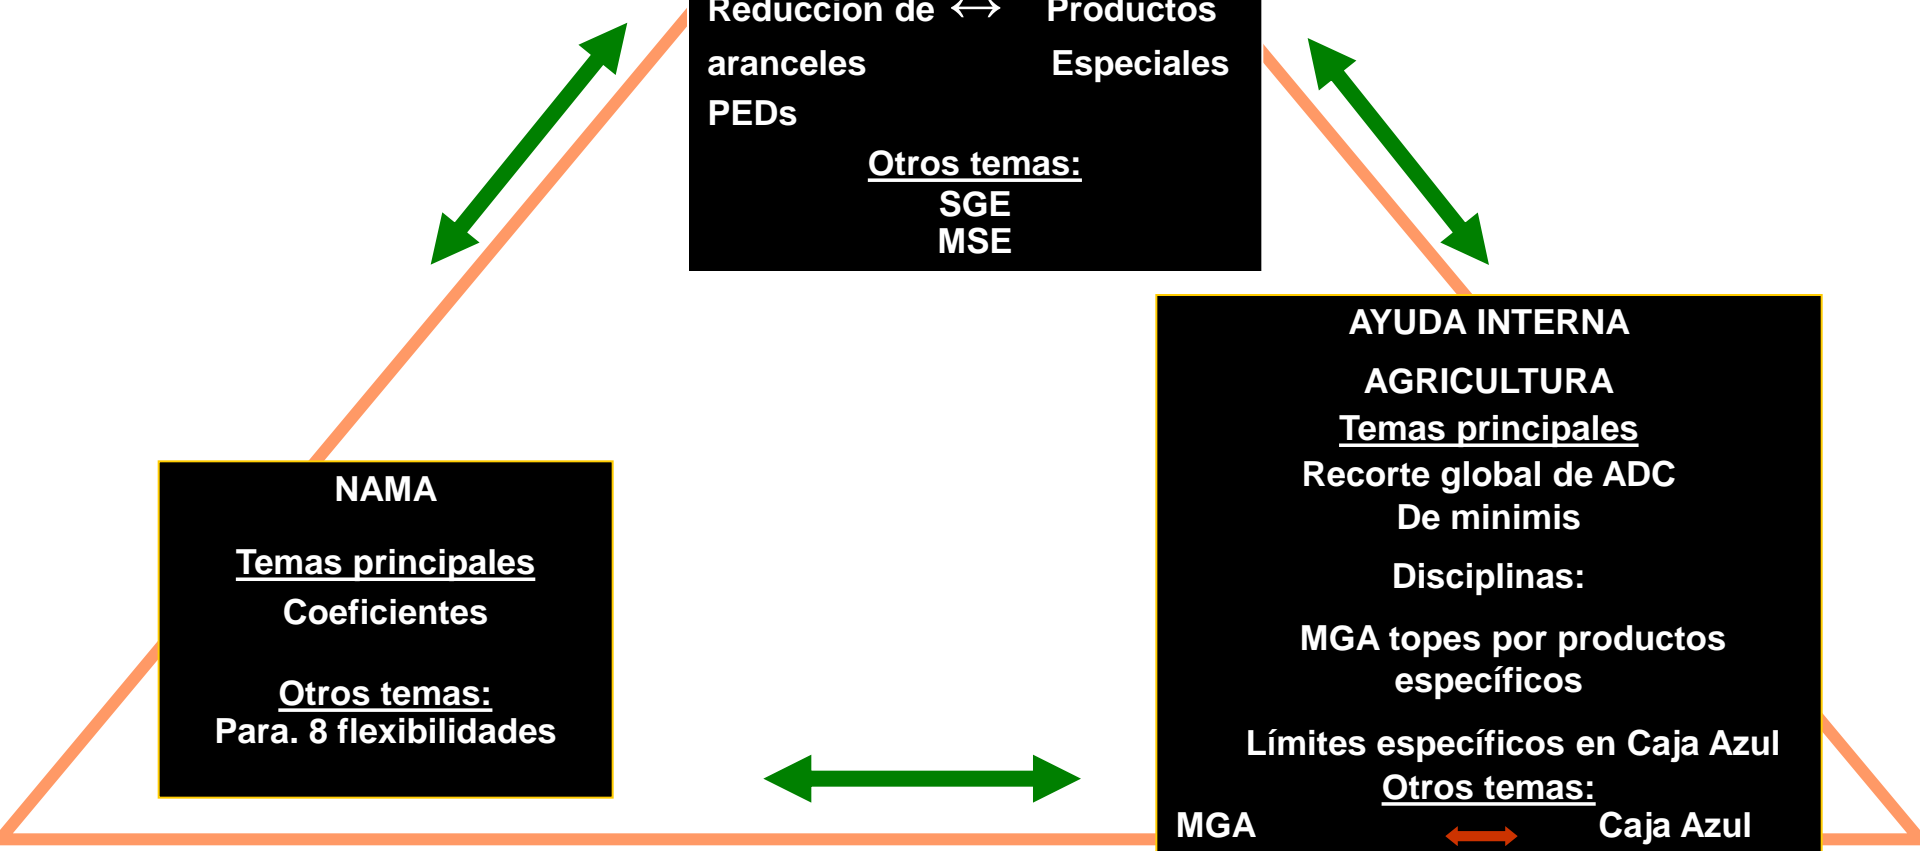 Reducción de ↔ Productos
aranceles Especiales
PEDs
Otros temas:
SGE
MSE
AYUDA INTERNA
AGRICULTURA
Temas principales
Recorte global de ADC
De minimis
Disciplinas:
MGA topes por productos
específicos
Límites específicos en Caja Azul
Otros temas:
MGA Caja Azul
NAMA
Temas principales
Coeficientes
Otros temas:
Para. 8 flexibilidades